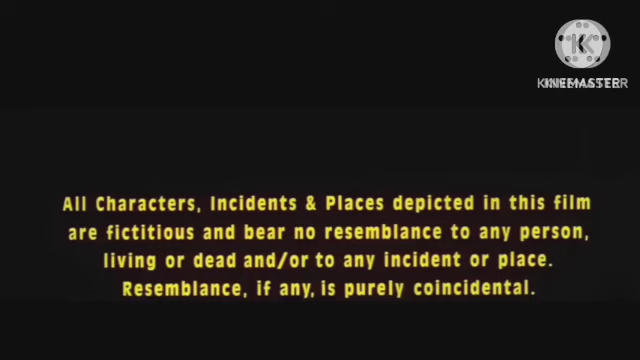 KINEMASTER
All Characters, Incidents & Places depicted in this film
are fictitious and bear no resemblance to any person,
living or dead and/or to any incident or place.
Resemblance, if any, is purely coincidental.